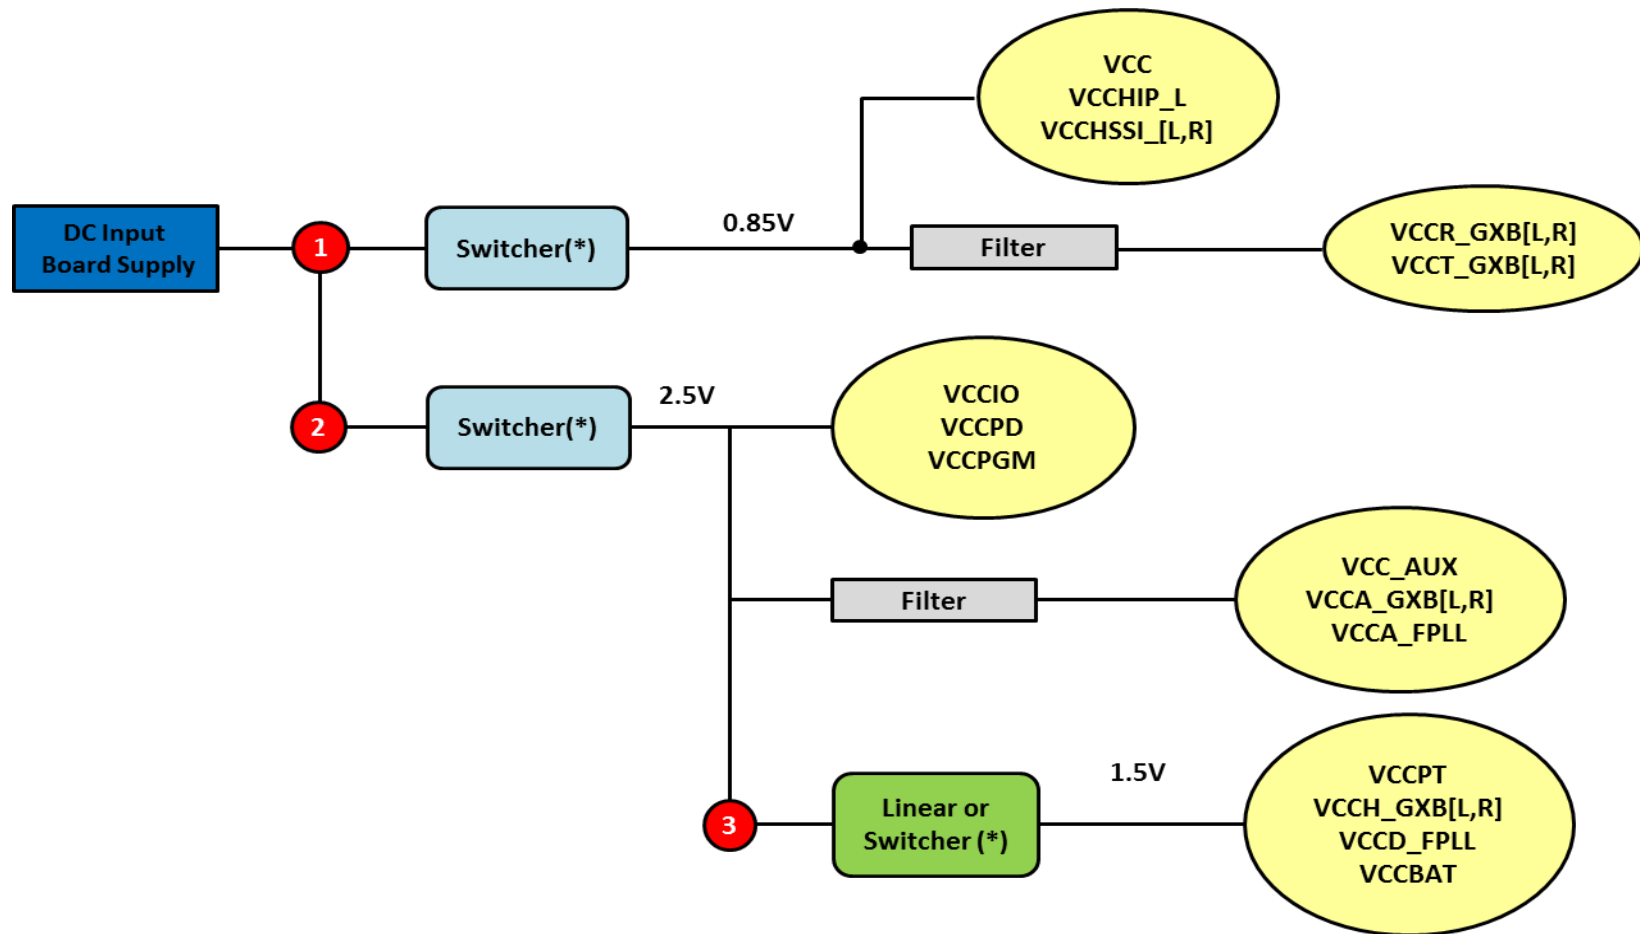 VCC
VCCHIP_L
VCCHSSI_[L,R]
DC Input
Board Supply
1
Switcher(*)
0.85V
Filter
VCCR_GXB[L,R]
VCCT_GXB[L,R]
2
Switcher(*)
2.5V
VCCIO
VCCPD
VCCPGM
Filter
VCC_AUX
VCCA_GXB[L,R]
VCCA_FPLL
3
Linear or
Switcher (*)
1.5V
VCCPT
VCCH_GXB[L,R]
VCCD_FPLL
VCCBAT